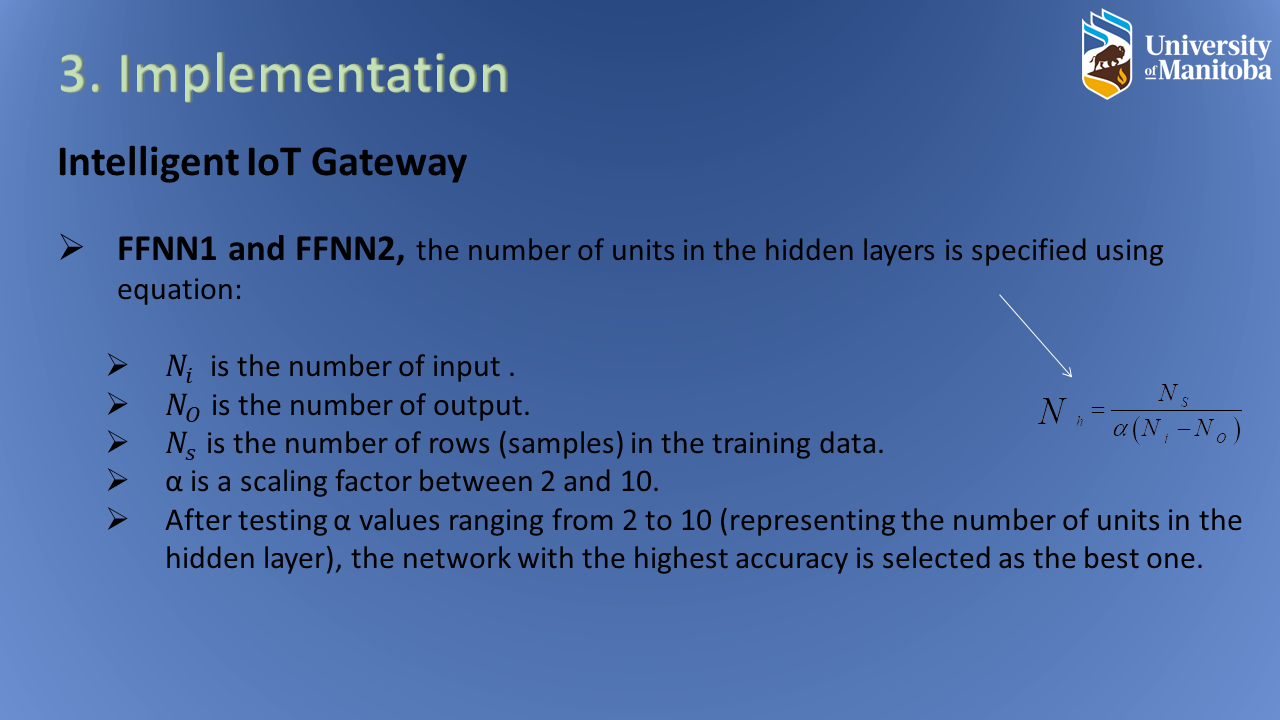 3. Implementation
University
of Manitoba
Intelligent IoT Gateway
➢ FFNN1 and FFNN2, the number of units in the hidden layers is specified using
equation:
➢ N_i is the number of input .
➢ N_O is the number of output.
➢ N_s is the number of rows (samples) in the training data.
➢ α is a scaling factor between 2 and 10.
➢ After testing α values ranging from 2 to 10 (representing the number of units in the
hidden layer), the network with the highest accuracy is selected as the best one.
N_h = N_S / α(N_i − N_O)